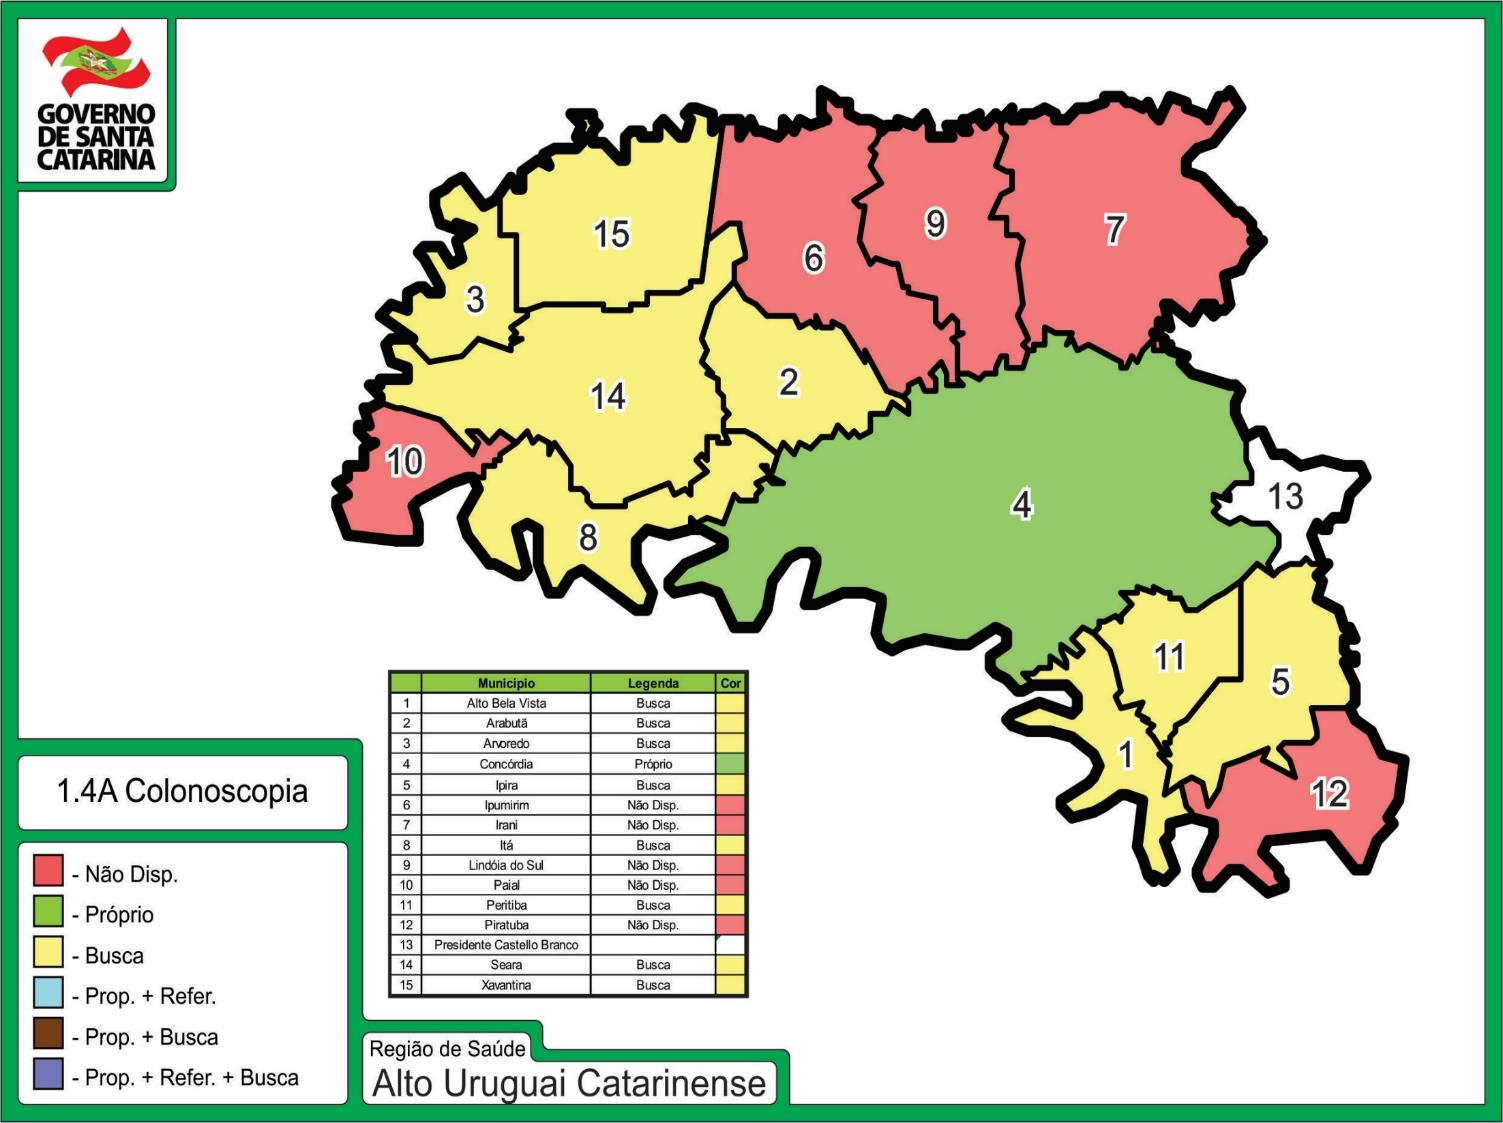 GOVERNO
DE SANTA
CATARINA
15
6
9
7
3
14
2
10
8
4
13
11
5
1
12
Município Legenda Cor
1 Alto Bela Vista Busca
2 Arabutã Busca
3 Arvoredo Busca
4 Concórdia Próprio
5 Ipira Busca
6 Ipumirim Não Disp.
7 Irani Não Disp.
8 Itá Busca
9 Lindóia do Sul Não Disp.
10 Paial Não Disp.
11 Peritiba Busca
12 Piratuba Não Disp.
13 Presidente Castello Branco
14 Seara Busca
15 Xavantina Busca
1.4A Colonoscopia
- Não Disp.
- Próprio
- Busca
- Prop. + Refer.
- Prop. + Busca
- Prop. + Refer. + Busca
Região de Saúde
Alto Uruguai Catarinense